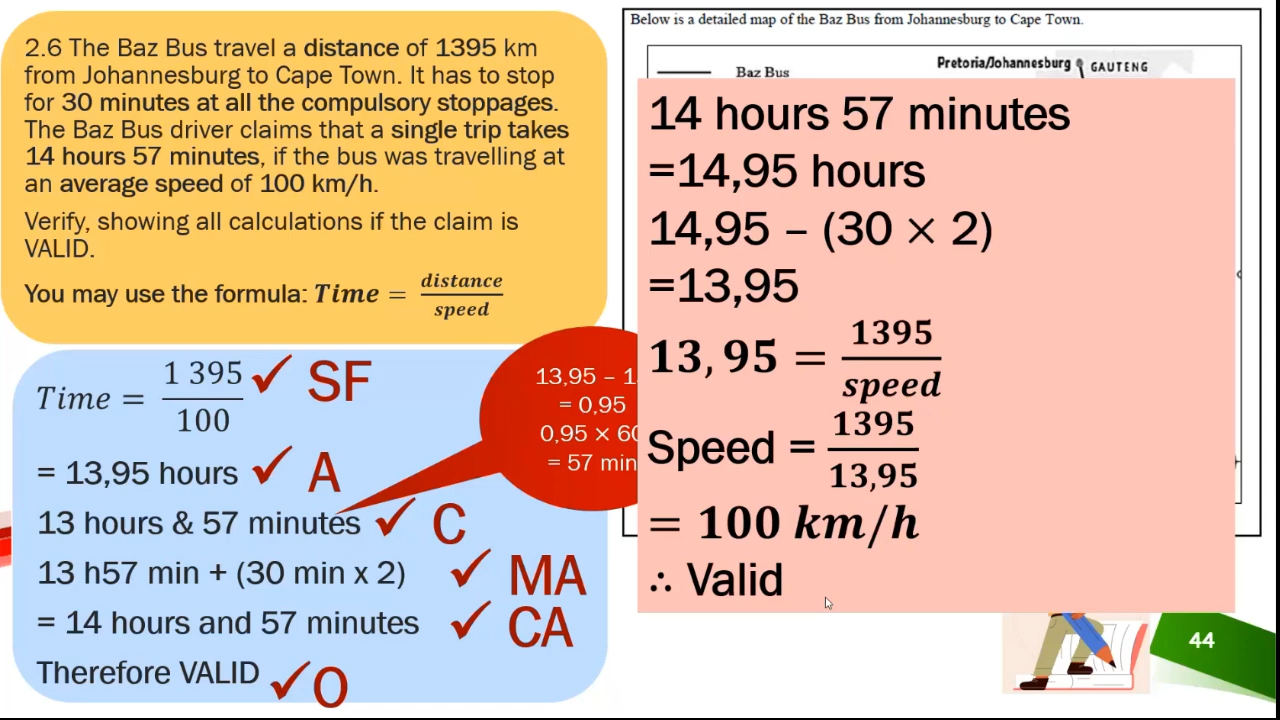 2.6 The Baz Bus travel a distance of 1395 km
from Johannesburg to Cape Town. It has to stop
for 30 minutes at all the compulsory stoppages.
The Baz Bus driver claims that a single trip takes
14 hours 57 minutes, if the bus was travelling at
an average speed of 100 km/h.
Verify, showing all calculations if the claim is
VALID.
You may use the formula: Time = distance/speed
Time = 1 395/100 ✓ SF
= 13,95 hours ✓ A
13 hours & 57 minutes ✓ C
13 h57 min + (30 min x 2) ✓ MA
= 14 hours and 57 minutes ✓ CA
Therefore VALID ✓O
13,95 – 1
= 0,95
0,95 × 60
= 57 min
Below is a detailed map of the Baz Bus from Johannesburg to Cape Town.
Baz Bus
Pretoria/Johannesburg GAUTENG
14 hours 57 minutes
=14,95 hours
14,95 – (30 × 2)
=13,95
13,95 = 1395/speed
Speed = 1395/13,95
= 100 km/h
∴ Valid
44